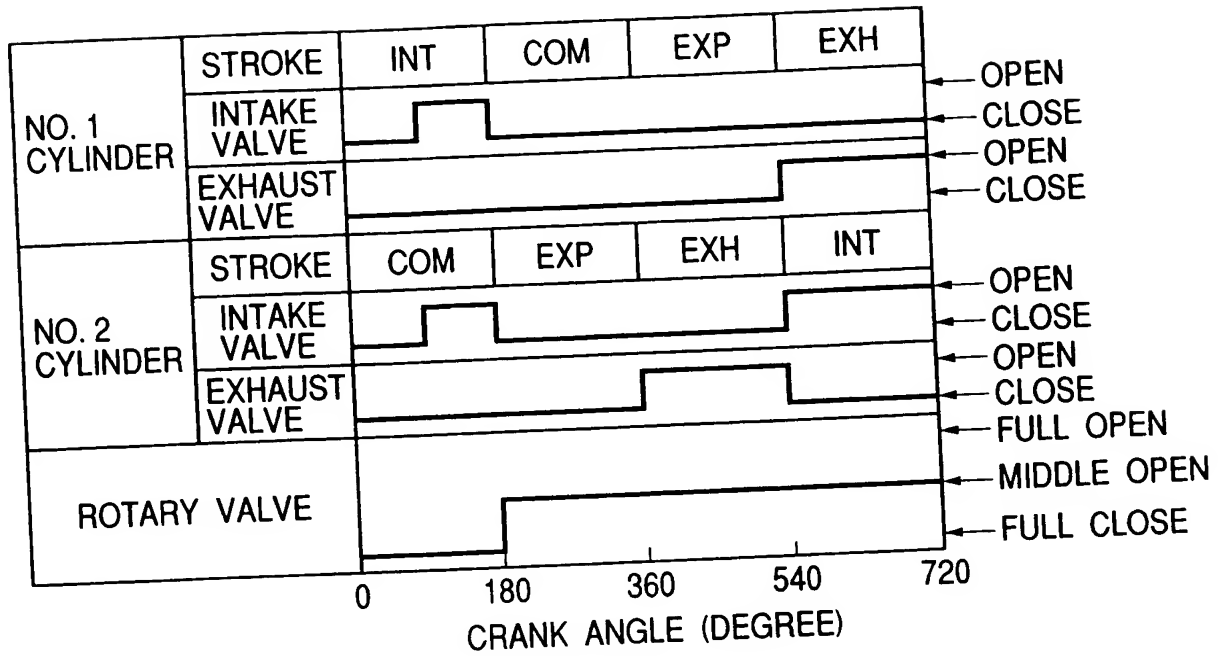 NO. 1
CYLINDER
STROKE
INT
COM
EXP
EXH
INTAKE
VALVE
OPEN
CLOSE
EXHAUST
VALVE
OPEN
CLOSE
NO. 2
CYLINDER
STROKE
COM
EXP
EXH
INT
INTAKE
VALVE
OPEN
CLOSE
EXHAUST
VALVE
OPEN
CLOSE
ROTARY VALVE
FULL OPEN
MIDDLE OPEN
FULL CLOSE
0 180 360 540 720
CRANK ANGLE (DEGREE)